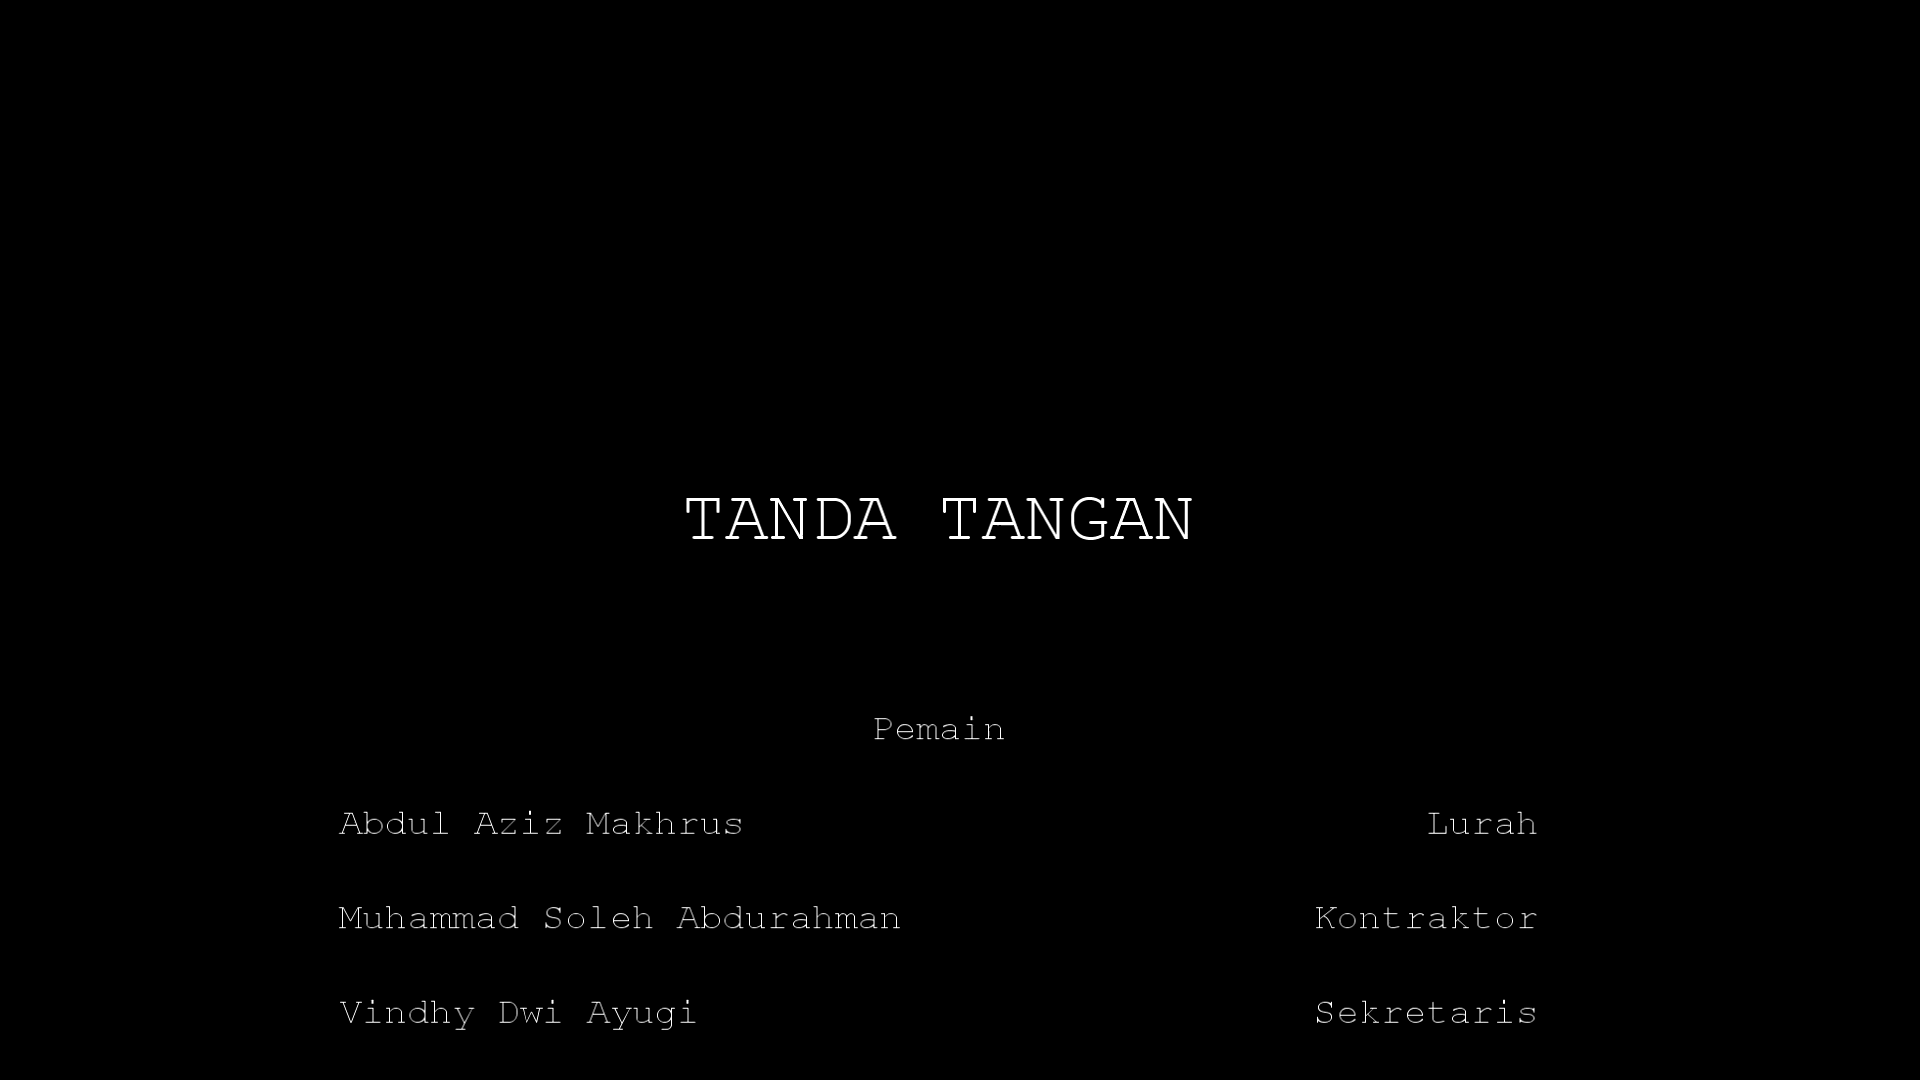 TANDA TANGAN
Pemain
Abdul Aziz Makhrus Lurah
Muhammad Soleh Abdurahman Kontraktor
Vindhy Dwi Ayugi Sekretaris